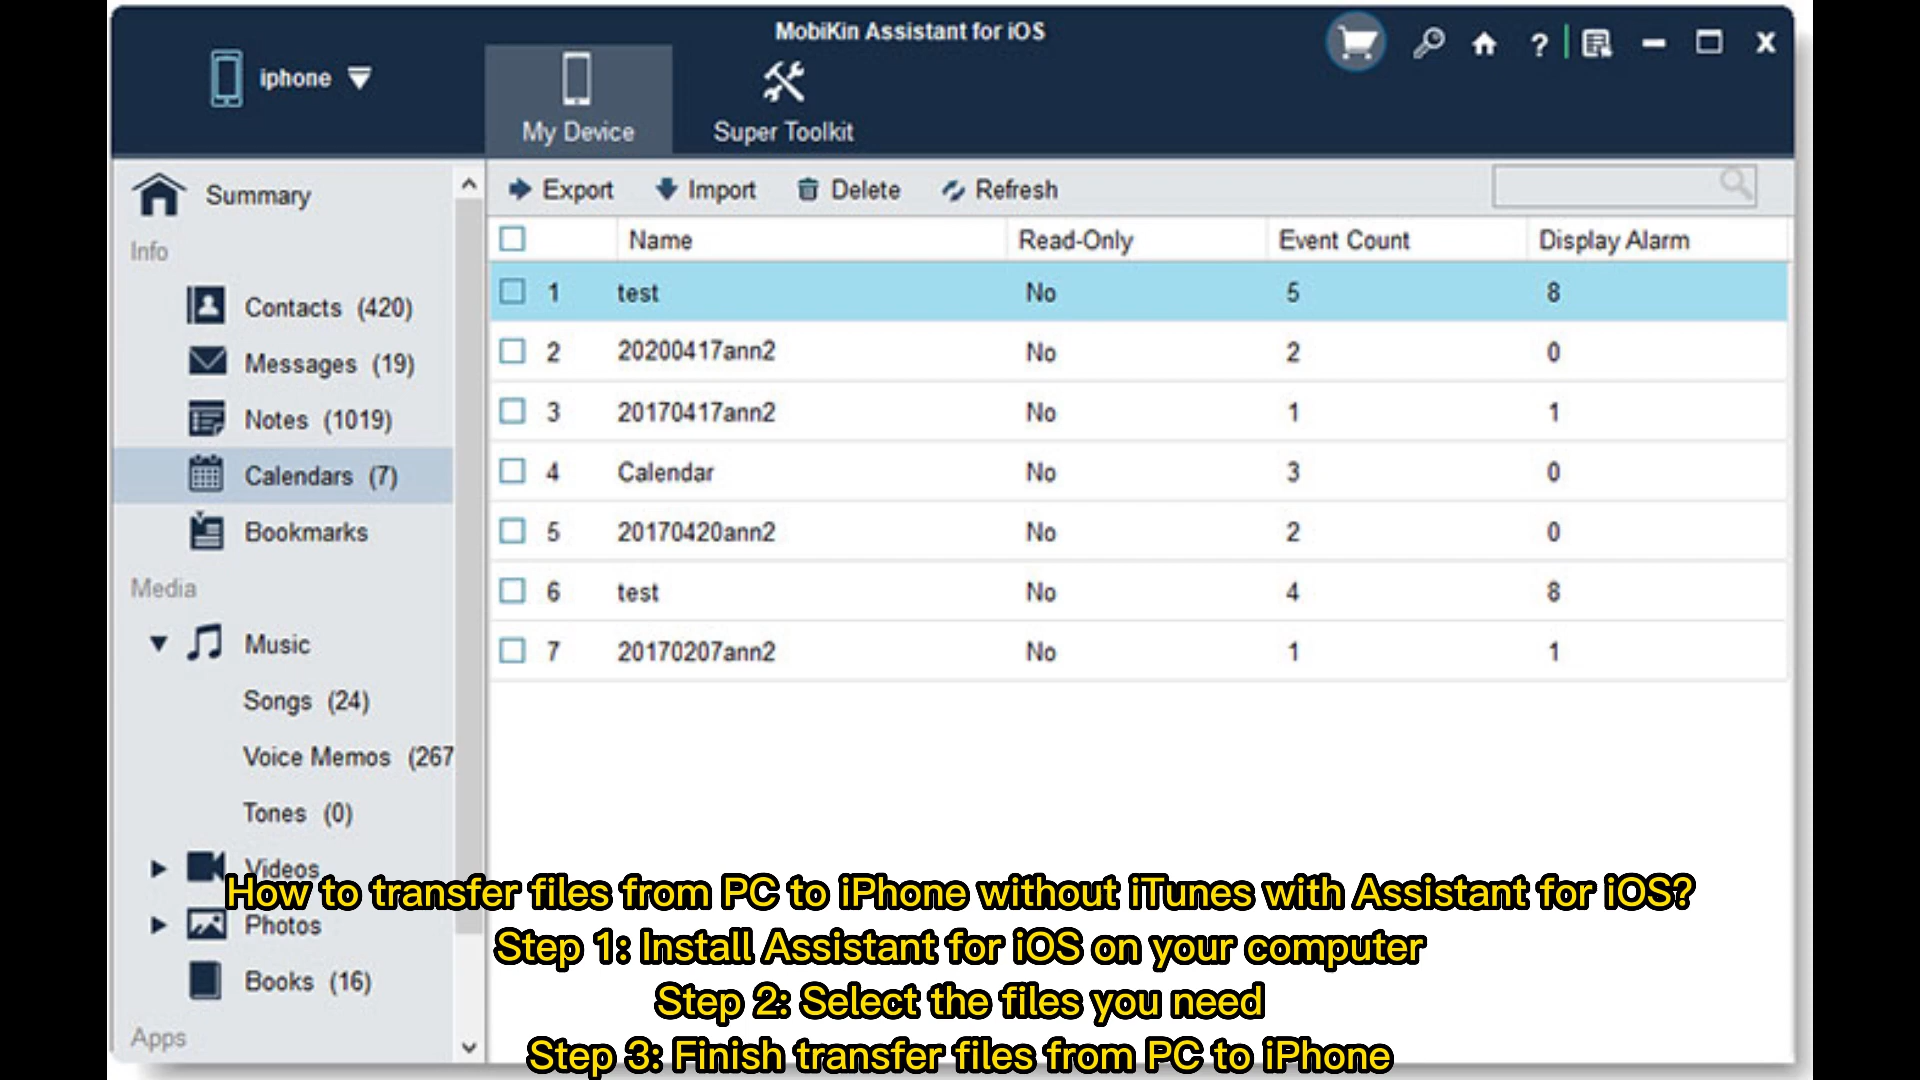 MobiKin Assistant for iOS
iphone
My Device
Super Toolkit
?
X
Summary
Info
Contacts (420)
Messages (19)
Notes (1019)
Calendars (7)
Bookmarks
Media
Music
Songs (24)
Voice Memos (267
Tones (0)
Videos
Photos
Books (16)
Apps
Export Import Delete Refresh
Name Read-Only Event Count Display Alarm
1 test No 5 8
2 20200417ann2 No 2 0
3 20170417ann2 No 1 1
4 Calendar No 3 0
5 20170420ann2 No 2 0
6 test No 4 8
7 20170207ann2 No 1 1
How to transfer files from PC to iPhone without iTunes with Assistant for iOS?
Step 1: Install Assistant for iOS on your computer
Step 2: Select the files you need
Step 3: Finish transfer files from PC to iPhone